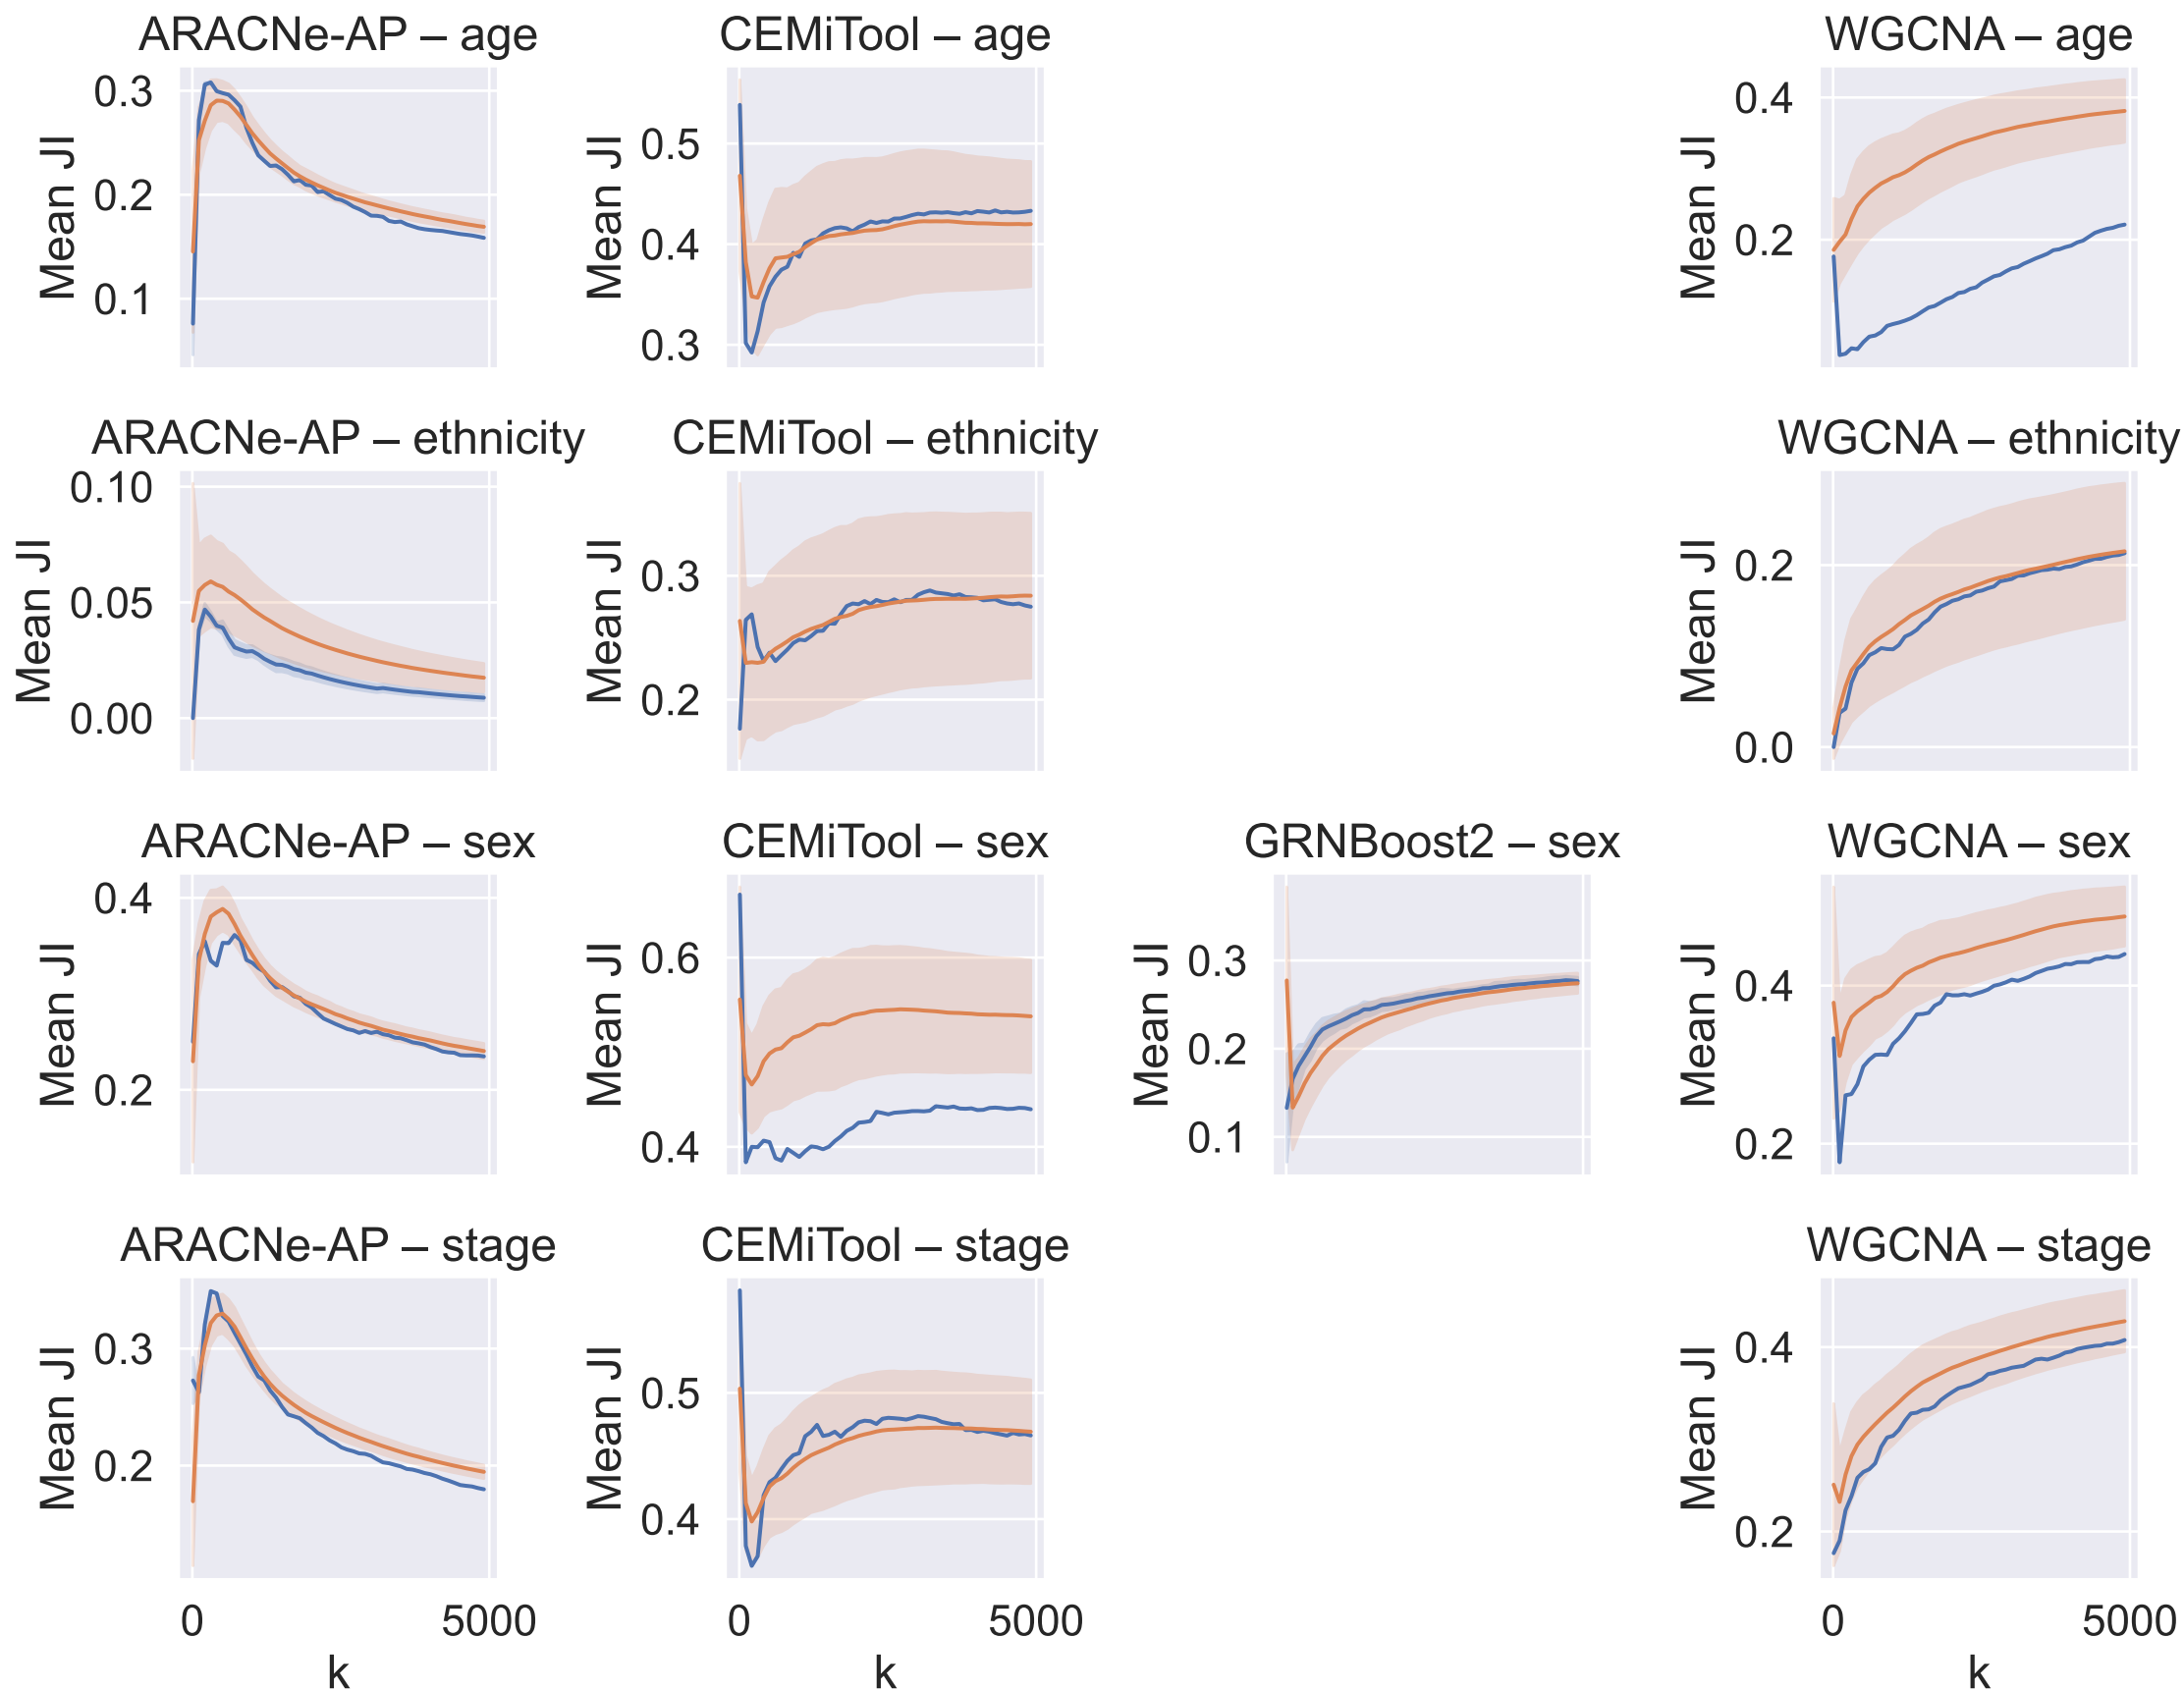 ARACNe-AP – age
CEMiTool – age
WGCNA – age
Mean JI
0.3
0.2
0.1
Mean JI
0.5
0.4
0.3
Mean JI
0.4
0.2
ARACNe-AP – ethnicity
CEMiTool – ethnicity
WGCNA – ethnicity
Mean JI
0.10
0.05
0.00
Mean JI
0.3
0.2
Mean JI
0.2
0.0
ARACNe-AP – sex
CEMiTool – sex
GRNBoost2 – sex
WGCNA – sex
Mean JI
0.4
0.2
Mean JI
0.6
0.4
Mean JI
0.3
0.2
0.1
Mean JI
0.4
0.2
ARACNe-AP – stage
CEMiTool – stage
WGCNA – stage
Mean JI
0.3
0.2
Mean JI
0.5
0.4
Mean JI
0.4
0.2
0 5000
0 5000
0 5000
k
k
k